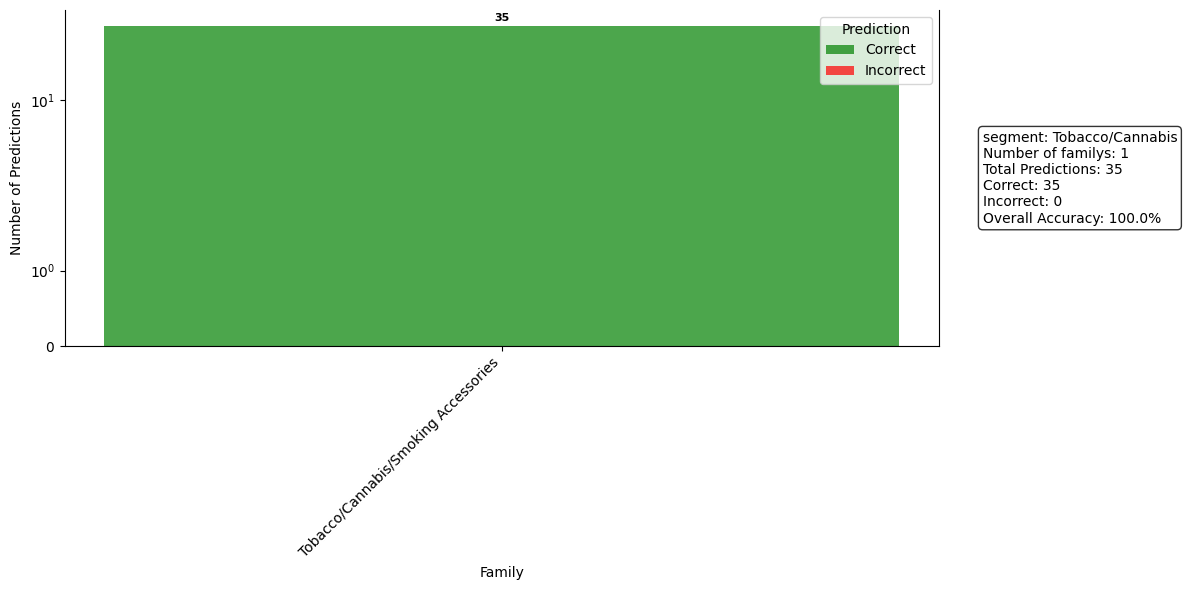 35
Prediction
Correct
Incorrect
Number of Predictions
10¹
10⁰
0
segment: Tobacco/Cannabis
Number of familys: 1
Total Predictions: 35
Correct: 35
Incorrect: 0
Overall Accuracy: 100.0%
Tobacco/Cannabis/Smoking Accessories
Family